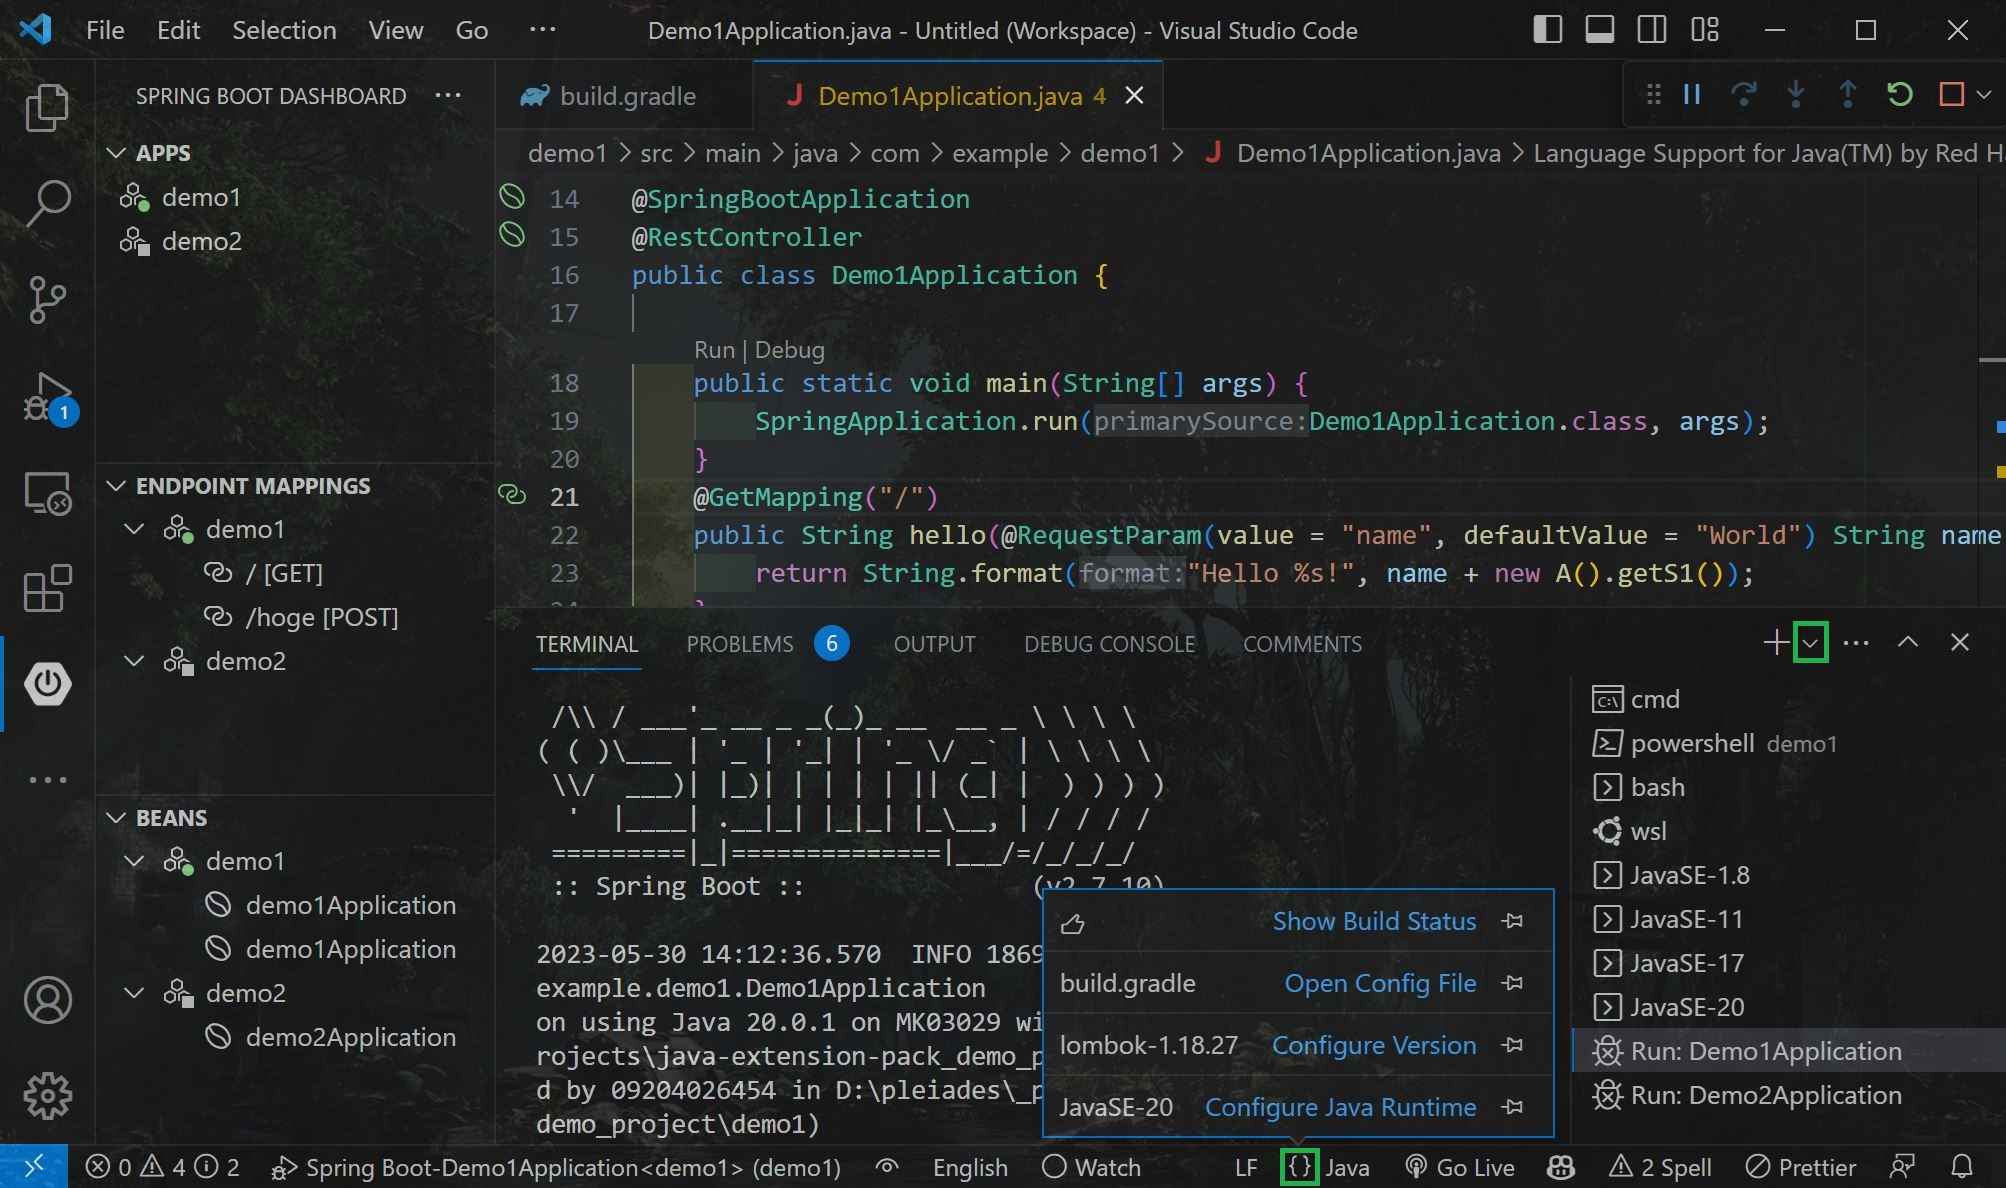 File Edit Selection View Go ··· Demo1Application.java - Untitled (Workspace) - Visual Studio Code
SPRING BOOT DASHBOARD ···
APPS
demo1
demo2
ENDPOINT MAPPINGS
demo1
/ [GET]
/hoge [POST]
demo2
BEANS
demo1
demo1Application
demo1Application
demo2
demo2Application
1
build.gradle
Demo1Application.java 4
demo1 > src > main > java > com > example > demo1 > Demo1Application.java > Language Support for Java(TM) by Red H
14 @SpringBootApplication
15 @RestController
16 public class Demo1Application {
17
Run | Debug
18 public static void main(String[] args) {
19 SpringApplication.run(primarySource:Demo1Application.class, args);
20 }
21 @GetMapping("/")
22 public String hello(@RequestParam(value = "name", defaultValue = "World") String name
23 return String.format(format:"Hello %s!", name + new A().getS1());
TERMINAL PROBLEMS 6 OUTPUT DEBUG CONSOLE COMMENTS
 /\\ / ___'_ __ _ _(_)_ __  __ _ \ \ \ \
( ( )\___ | '_ | '_| | '_ \/ _` | \ \ \ \
 \\/  ___)| |_)| | | | | || (_| |  ) ) ) )
  '  |____| .__|_| |_|_| |_\__, | / / / /
 =========|_|==============|___/=/_/_/_/
:: Spring Boot :: (v2.7.10)
2023-05-30 14:12:36.570 INFO 1869
example.demo1.Demo1Application
on using Java 20.0.1 on MK03029 wi
rojects\java-extension-pack_demo_p
d by 09204026454 in D:\pleiades\_p
demo_project\demo1)
Show Build Status
build.gradle Open Config File
lombok-1.18.27 Configure Version
JavaSE-20 Configure Java Runtime
cmd
powershell demo1
bash
wsl
JavaSE-1.8
JavaSE-11
JavaSE-17
JavaSE-20
Run: Demo1Application
Run: Demo2Application
0 4 2 Spring Boot-Demo1Application<demo1> (demo1) English Watch LF {} Java Go Live 2 Spell Prettier